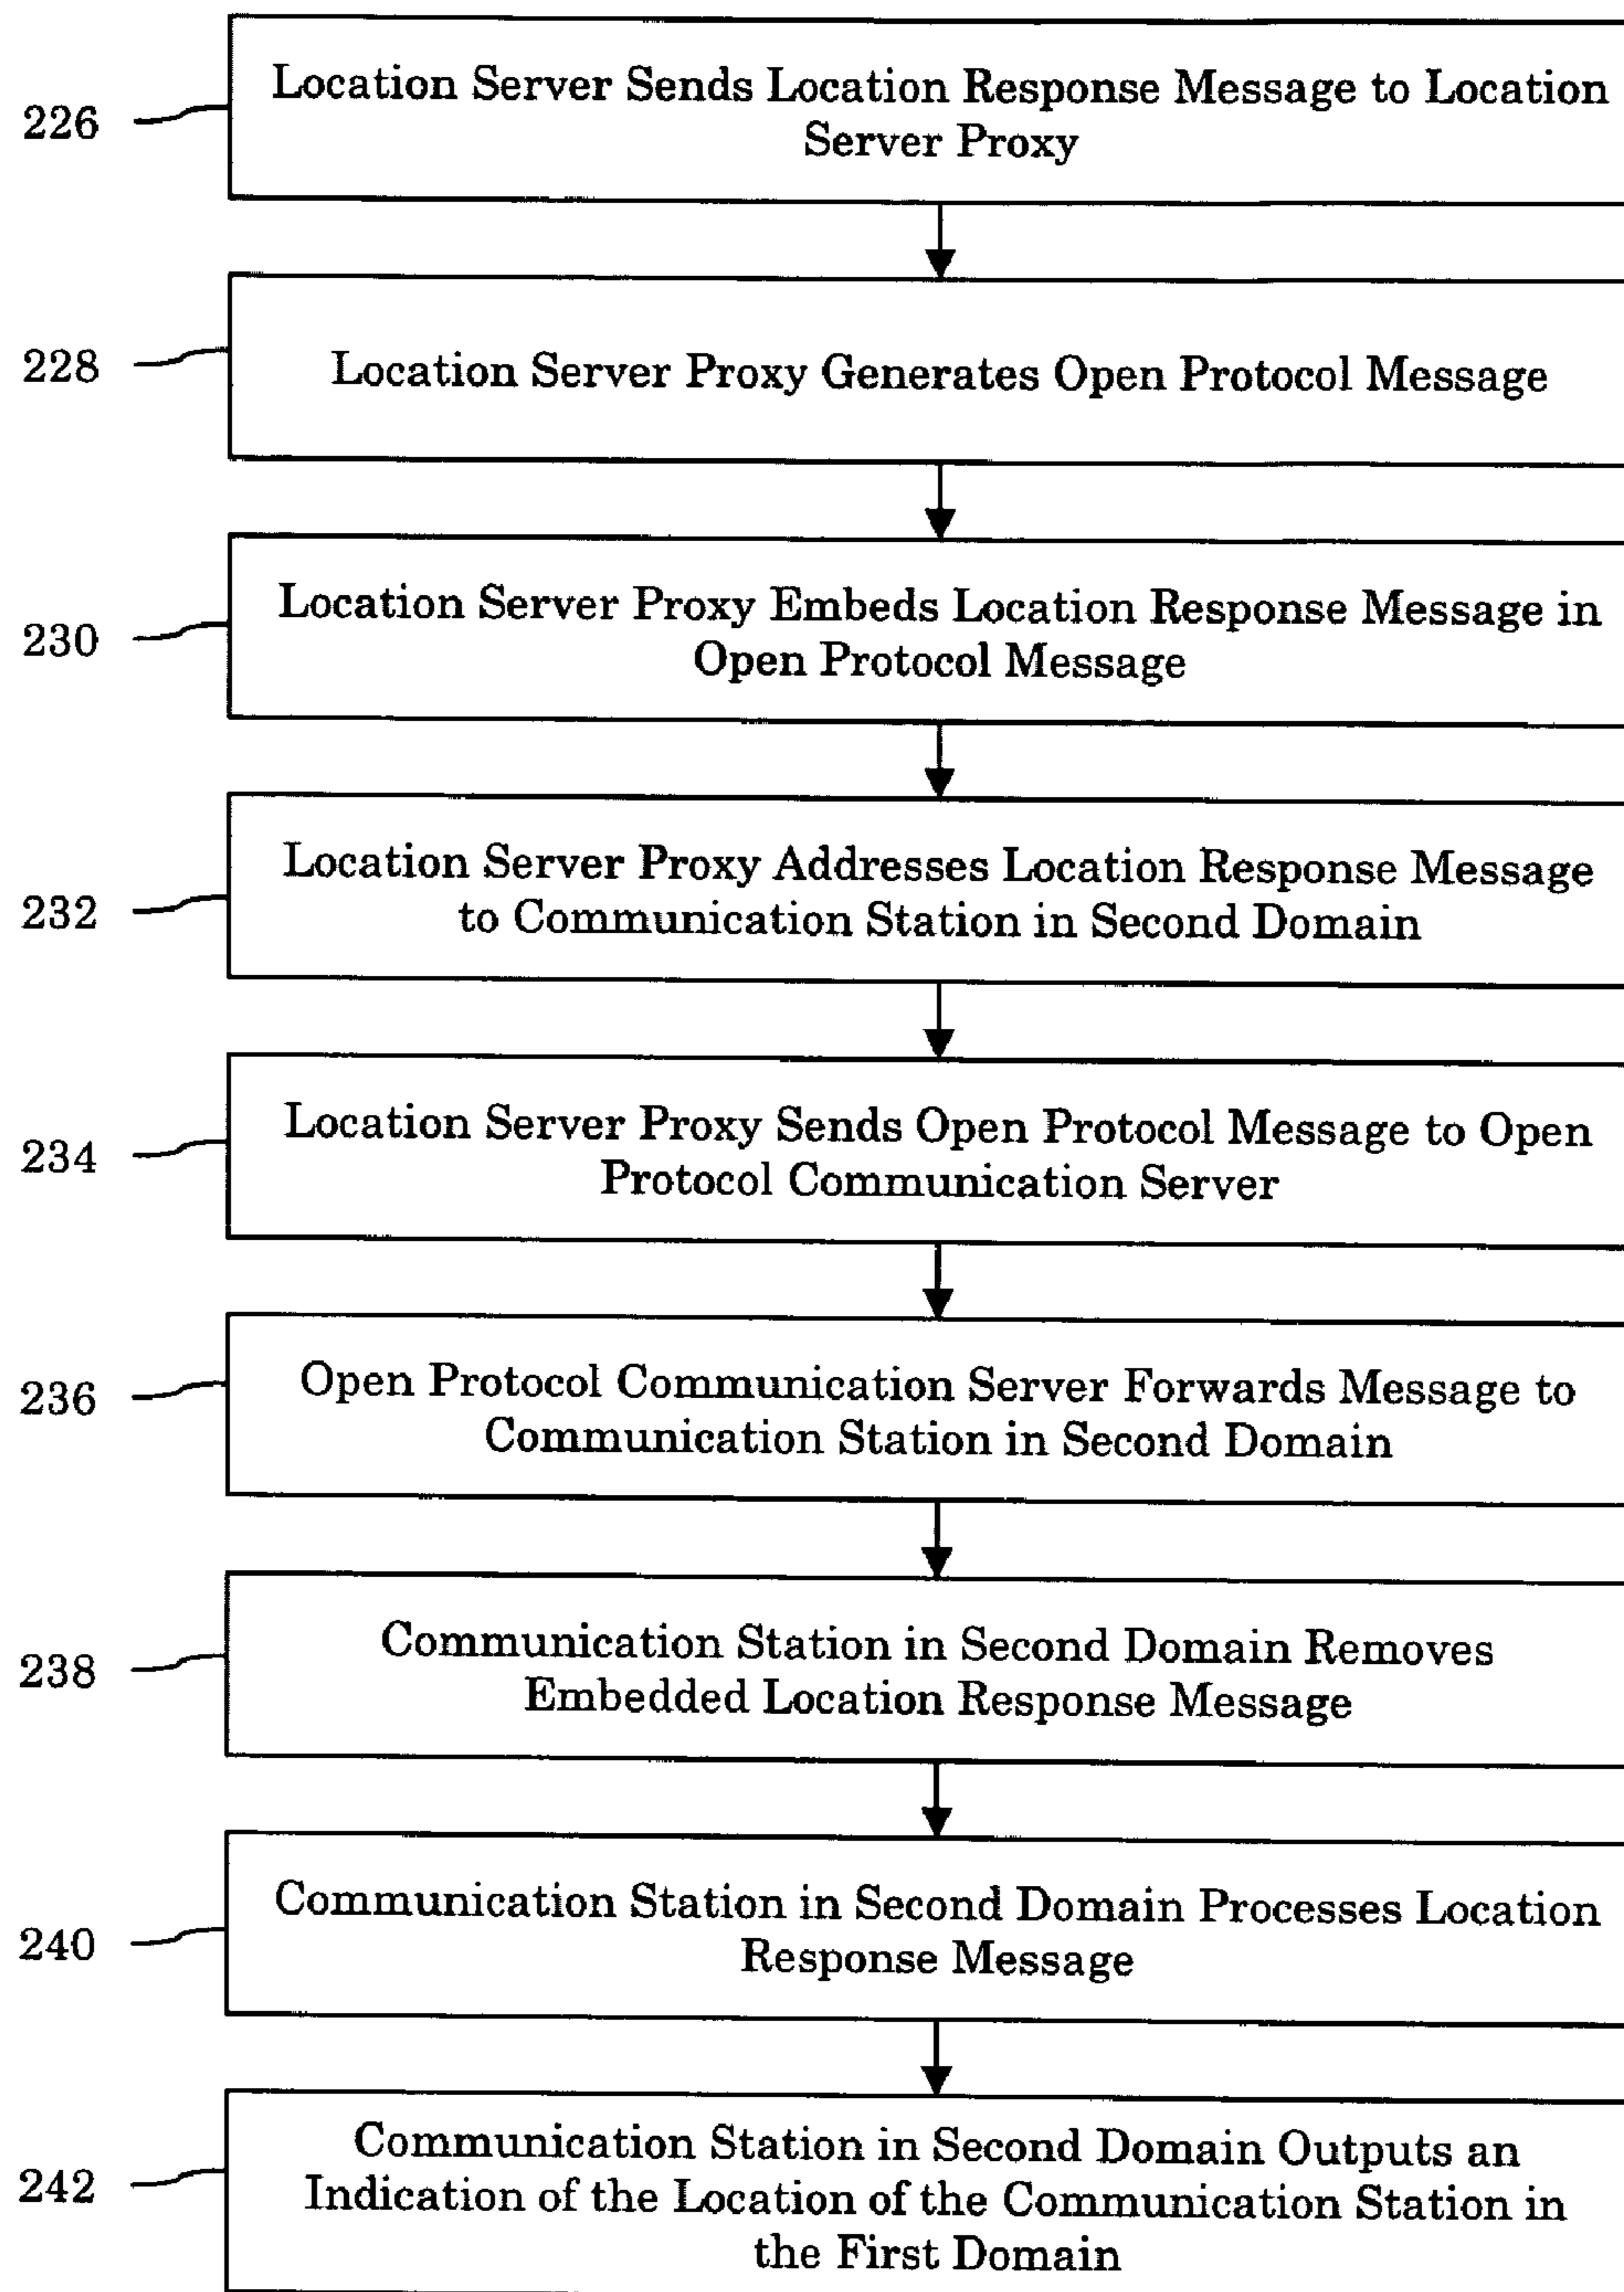 226
Location Server Sends Location Response Message to Location
Server Proxy
228
Location Server Proxy Generates Open Protocol Message
230
Location Server Proxy Embeds Location Response Message in
Open Protocol Message
232
Location Server Proxy Addresses Location Response Message
to Communication Station in Second Domain
234
Location Server Proxy Sends Open Protocol Message to Open
Protocol Communication Server
236
Open Protocol Communication Server Forwards Message to
Communication Station in Second Domain
238
Communication Station in Second Domain Removes
Embedded Location Response Message
240
Communication Station in Second Domain Processes Location
Response Message
242
Communication Station in Second Domain Outputs an
Indication of the Location of the Communication Station in
the First Domain